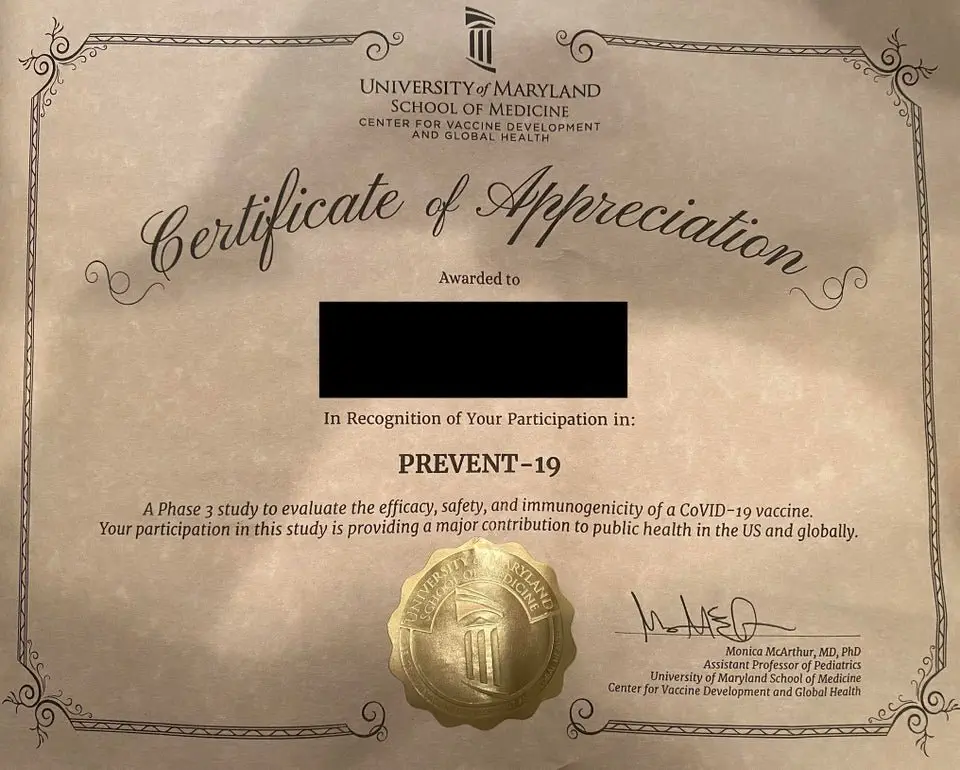 UNIVERSITY of MARYLAND
SCHOOL OF MEDICINE
CENTER FOR VACCINE DEVELOPMENT
AND GLOBAL HEALTH
Certificate of Appreciation
Awarded to
In Recognition of Your Participation in:
PREVENT-19
A Phase 3 study to evaluate the efficacy, safety, and immunogenicity of a CoVID-19 vaccine.
Your participation in this study is providing a major contribution to public health in the US and globally.
UNIVERSITY of MARYLAND
SCHOOL OF MEDICINE
Monica McArthur, MD, PhD
Assistant Professor of Pediatrics
University of Maryland School of Medicine
Center for Vaccine Development and Global Health